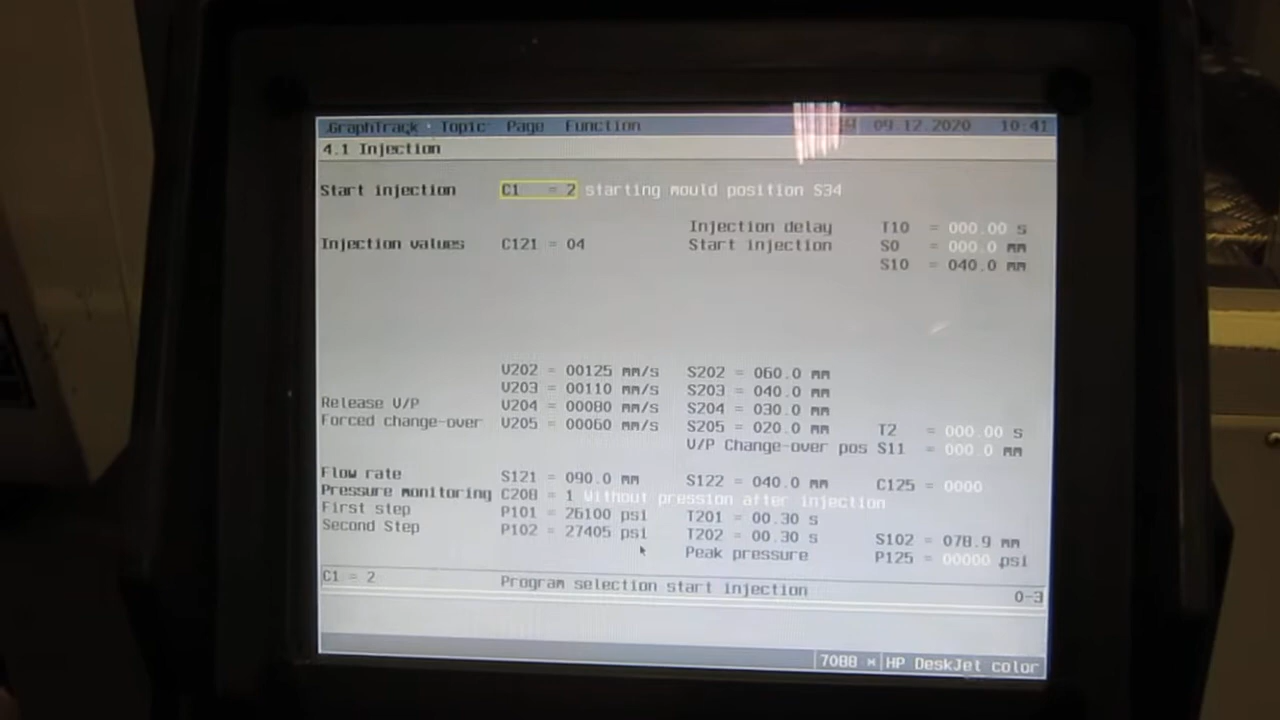 GraphTrack Topic Page Function 09.12.2020 10:41
4.1 Injection
Start injection C1 = 2 starting mould position S34
Injection delay T10 = 000.00 s
Injection values C121 = 04 Start injection S0 = 000.0 mm
S10 = 040.0 mm
V202 = 00125 mm/s S202 = 060.0 mm
V203 = 00110 mm/s S203 = 040.0 mm
Release V/P V204 = 00080 mm/s S204 = 030.0 mm
Forced change-over V205 = 00060 mm/s S205 = 020.0 mm T2 = 000.00 s
V/P Change-over pos S11 = 000.0 mm
Flow rate S121 = 090.0 mm S122 = 040.0 mm C125 = 0000
Pressure monitoring C208 = 1 Without pression after injection
First step P101 = 26100 psi T201 = 00.30 s
Second Step P102 = 27405 psi T202 = 00.30 s S102 = 078.9 mm
Peak pressure P125 = 00000 psi
C1 = 2 Program selection start injection 0-3
7088 HP DeskJet color